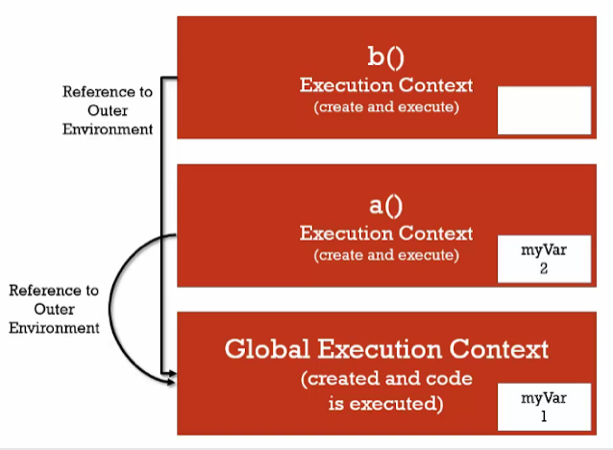 b()
Execution Context
(create and execute)
Reference to
Outer
Environment
a()
Execution Context
(create and execute)
myVar
2
Reference to
Outer
Environment
Global Execution Context
(created and code
is executed)
myVar
1